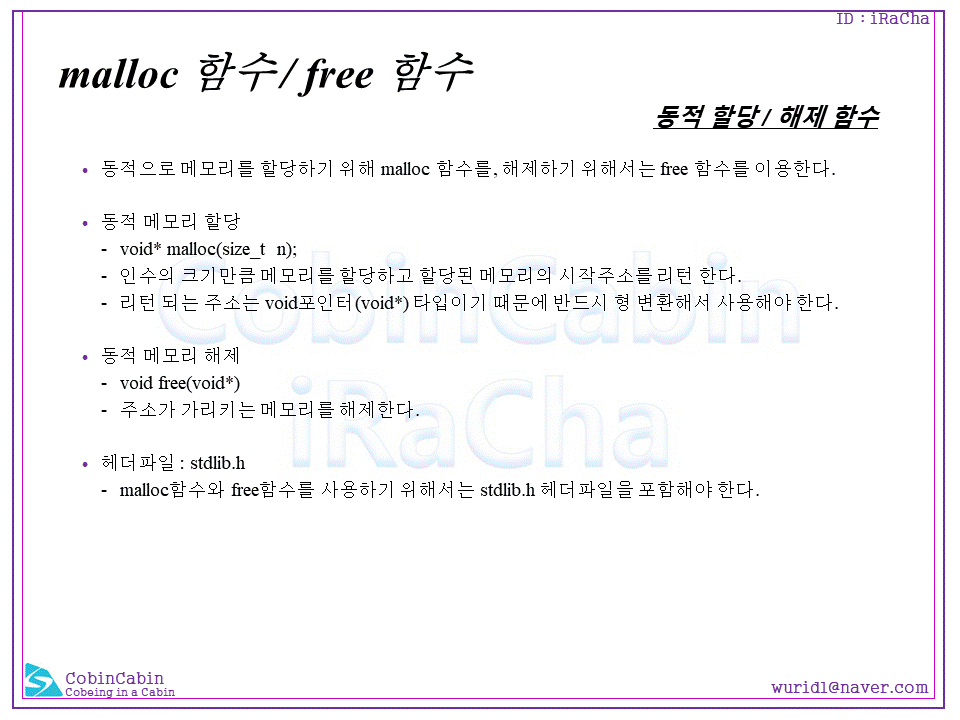 ID : iRaCha
malloc 함수/ free 함수
동적 할당 / 해제 함수
• 동적으로 메모리를 할당하기 위해 malloc 함수를, 해제하기 위해서는 free 함수를 이용한다.
• 동적 메모리 할당
- void* malloc(size_t n);
- 인수의 크기만큼 메모리를 할당하고 할당된 메모리의 시작주소를 리턴 한다.
- 리턴 되는 주소는 void포인터(void*) 타입이기 때문에 반드시 형 변환해서 사용해야 한다.
CobinCabin
• 동적 메모리 해제
- void free(void*)
- 주소가 가리키는 메모리를 해제한다.
iRaCha
• 헤더파일 : stdlib.h
- malloc함수와 free함수를 사용하기 위해서는 stdlib.h 헤더파일을 포함해야 한다.
CobinCabin
Cobeing in a Cabin
wurid1@naver.com